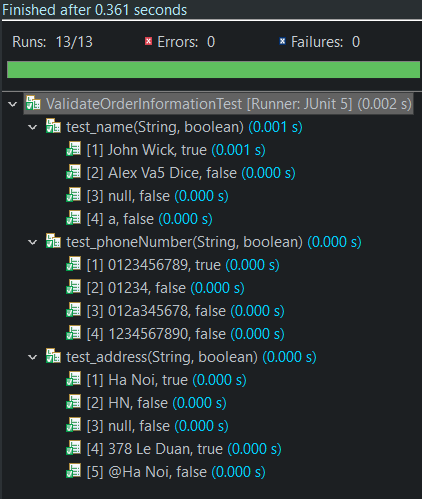 Finished after 0.361 seconds
Runs: 13/13 Errors: 0 Failures: 0
ValidateOrderInformationTest [Runner: JUnit 5] (0.002 s)
test_name(String, boolean) (0.001 s)
[1] John Wick, true (0.001 s)
[2] Alex Va5 Dice, false (0.000 s)
[3] null, false (0.000 s)
[4] a, false (0.000 s)
test_phoneNumber(String, boolean) (0.000 s)
[1] 0123456789, true (0.000 s)
[2] 01234, false (0.000 s)
[3] 012a345678, false (0.000 s)
[4] 1234567890, false (0.000 s)
test_address(String, boolean) (0.000 s)
[1] Ha Noi, true (0.000 s)
[2] HN, false (0.000 s)
[3] null, false (0.000 s)
[4] 378 Le Duan, true (0.000 s)
[5] @Ha Noi, false (0.000 s)